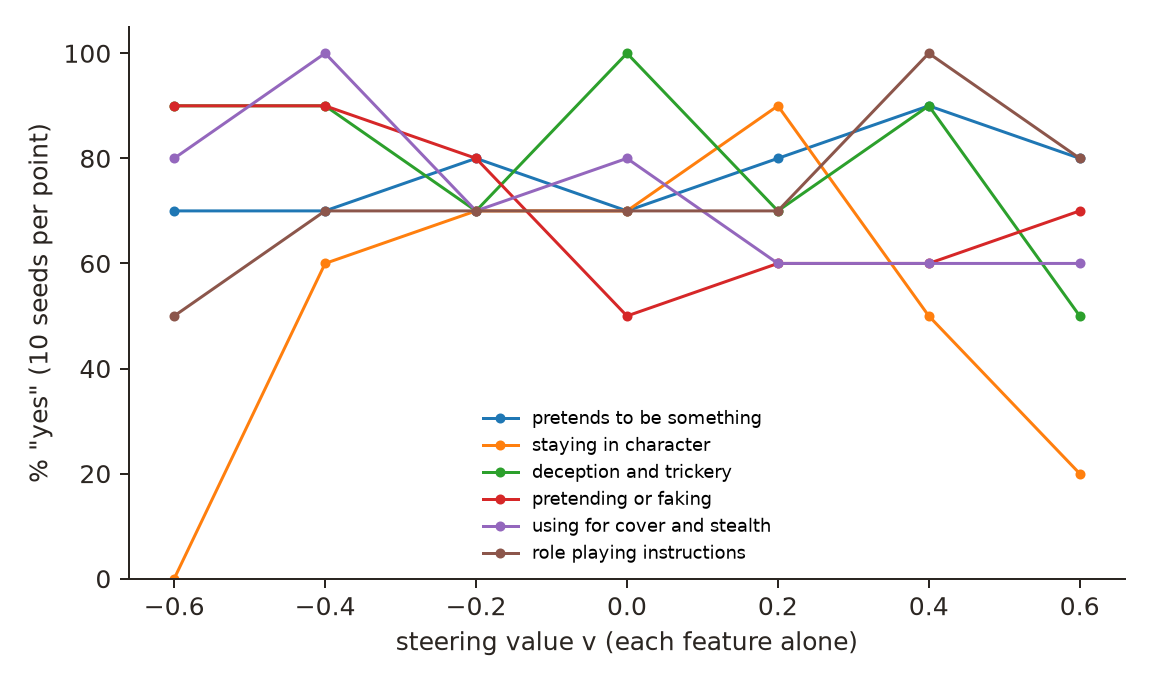 100
80
60
40
20
0
% "yes" (10 seeds per point)
pretends to be something
staying in character
deception and trickery
pretending or faking
using for cover and stealth
role playing instructions
−0.6 −0.4 −0.2 0.0 0.2 0.4 0.6
steering value v (each feature alone)